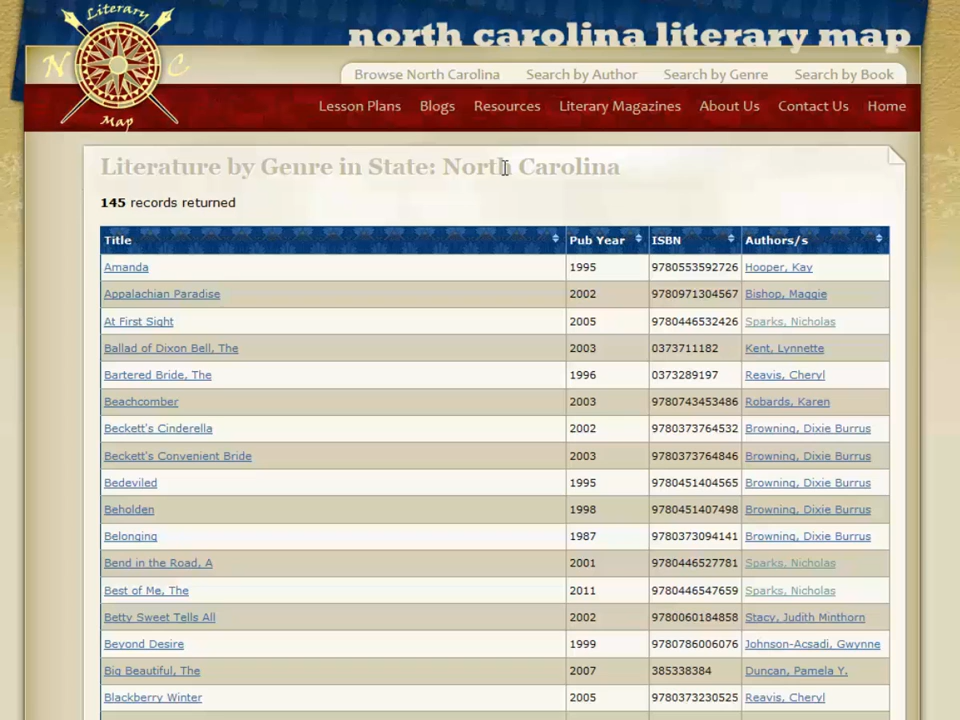 Literary
N C
Map
north carolina literary map
Browse North Carolina Search by Author Search by Genre Search by Book
Lesson Plans Blogs Resources Literary Magazines About Us Contact Us Home
Literature by Genre in State: North Carolina
145 records returned
Title Pub Year ISBN Authors/s
Amanda 1995 9780553592726 Hooper, Kay
Appalachian Paradise 2002 9780971304567 Bishop, Maggie
At First Sight 2005 9780446532426 Sparks, Nicholas
Ballad of Dixon Bell, The 2003 0373711182 Kent, Lynnette
Bartered Bride, The 1996 0373289197 Reavis, Cheryl
Beachcomber 2003 9780743453486 Robards, Karen
Beckett's Cinderella 2002 9780373764532 Browning, Dixie Burrus
Beckett's Convenient Bride 2003 9780373764846 Browning, Dixie Burrus
Bedeviled 1995 9780451404565 Browning, Dixie Burrus
Beholden 1998 9780451407498 Browning, Dixie Burrus
Belonging 1987 9780373094141 Browning, Dixie Burrus
Bend in the Road, A 2001 9780446527781 Sparks, Nicholas
Best of Me, The 2011 9780446547659 Sparks, Nicholas
Betty Sweet Tells All 2002 9780060184858 Stacy, Judith Minthorn
Beyond Desire 1999 9780786006076 Johnson-Acsadi, Gwynne
Big Beautiful, The 2007 385338384 Duncan, Pamela Y.
Blackberry Winter 2005 9780373230525 Reavis, Cheryl